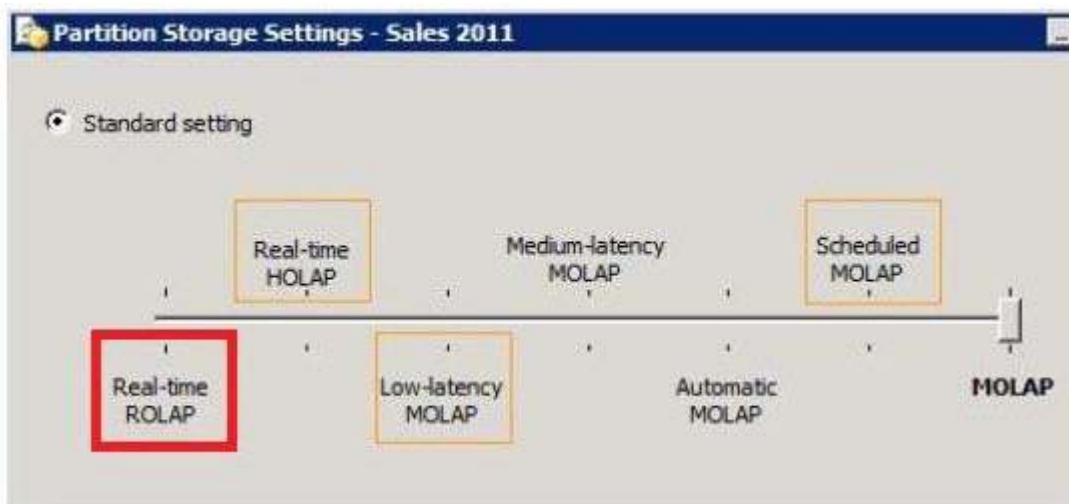 Partition Storage Settings - Sales 2011
Standard setting
Real-time
HOLAP
Medium-latency
MOLAP
Scheduled
MOLAP
Real-time
ROLAP
Low-latency
MOLAP
Automatic
MOLAP
MOLAP